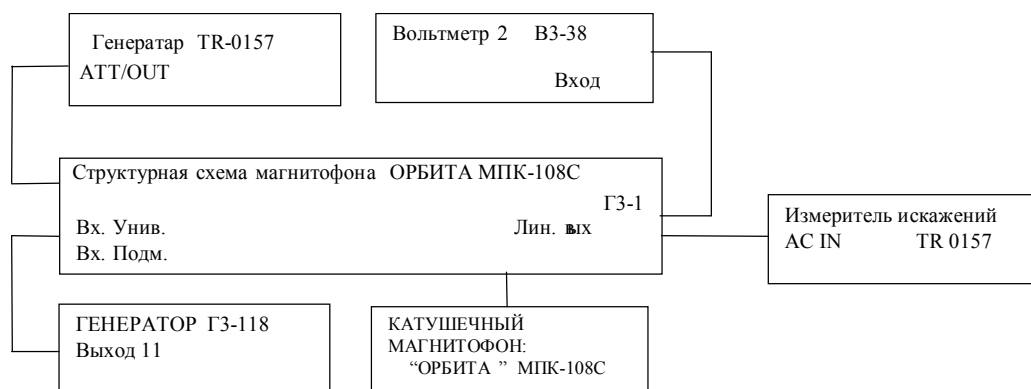 Генератар TR-0157
ATT/OUT
Вольтметр 2 В3-38
Вход
Структурная схема магнитофона ОРБИТА МПК-108С
Г3-1
Вх. Унив. Лин. вых
Вх. Подм.
Измеритель искажений
AC IN TR 0157
ГЕНЕРАТОР Г3-118
Выход 11
КАТУШЕЧНЫЙ
МАГНИТОФОН:
“ОРБИТА ” МПК-108С